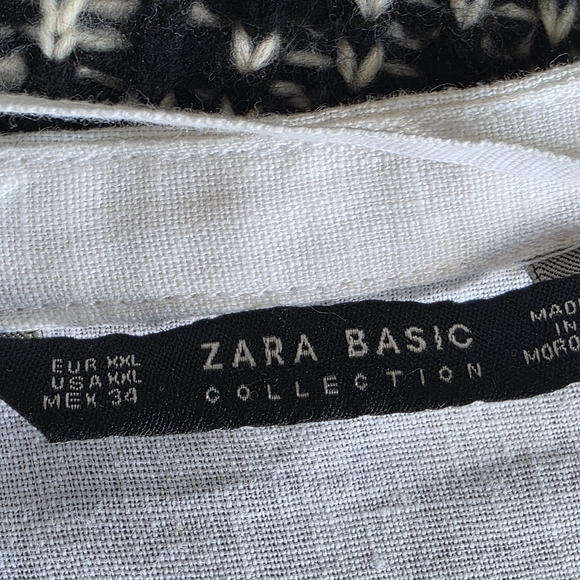 EUR XXL
USA XXL
MEX 34
ZARA BASIC
COLLECTION
MADE
IN